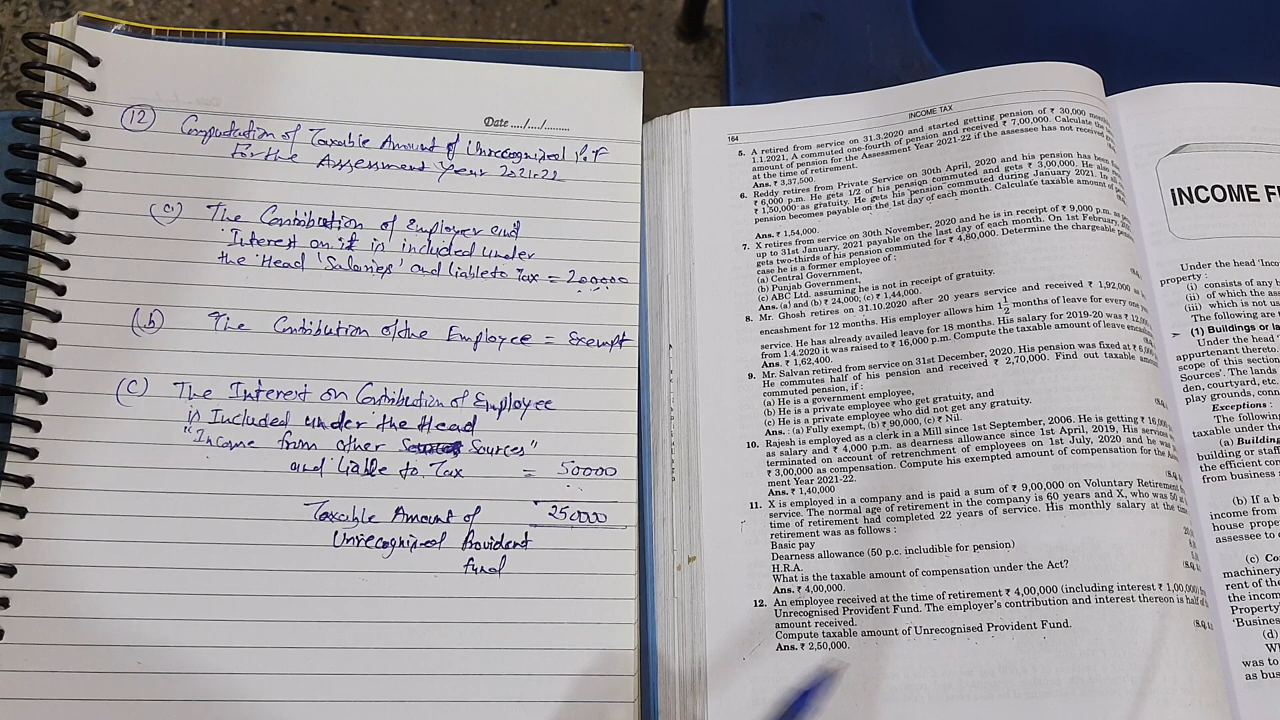 Date ..../..../.........
12
Computation of Taxable Amount of Unrecognized P.F
For the Assessment Year 2021-22
(a) The Contribution of Employer and
Interest on it is included under
the Head 'Salaries' and liable to Tax = 200000
(b) The Contribution of the Employee = Exempt
(C) The Interest on Contribution of Employee
is Included under the Head
"Income from other Sources"
and liable to Tax = 50000
Taxable Amount of 250000
Unrecognized Provident
fund
164 INCOME TAX
5. A retired from service on 31.3.2020 and started getting pension of ₹ 30,000
1.1.2021, A commuted one-fourth of pension and received ₹ 7,00,000. Calculate the
amount of pension for the Assessment Year 2021-22 if the assessee has not received
at the time of retirement.
Ans. ₹ 3,37,500.
6. Reddy retires from Private Service on 30th April, 2020 and his pension has been
₹ 6,000 p.m. He gets 1/2 of his pension commuted and gets ₹ 3,00,000. He also
₹ 1,50,000 as gratuity. He gets his pension commuted during January 2021. In
pension becomes payable on the 1st day of each month. Calculate taxable amount of
Ans. ₹ 1,54,000.
7. X retires from service on 30th November, 2020 and he is in receipt of ₹ 9,000 p.m. as
up to 31st January, 2021 payable on the last day of each month. On 1st February,
gets two-thirds of his pension commuted for ₹ 4,80,000. Determine the chargeable
case he is a former employee of :
(a) Central Government,
(b) Punjab Government,
(c) ABC Ltd. assuming he is not in receipt of gratuity.
Ans. (a) and (b) ₹ 24,000; (c) ₹ 1,44,000.
8. Mr. Ghosh retires on 31.10.2020 after 20 years service and received ₹ 1,92,000 as
encashment for 12 months. His employer allows him 1 1/2 months of leave for every one
service. He has already availed leave for 18 months. His salary for 2019-20 was ₹ 12,000
from 1.4.2020 it was raised to ₹ 16,000 p.m. Compute the taxable amount of leave
Ans. ₹ 1,62,400.
9. Mr. Salvan retired from service on 31st December, 2020. His pension was fixed at ₹
He commutes half of his pension and received ₹ 2,70,000. Find out taxable
commuted pension, if :
(a) He is a government employee,
(b) He is a private employee who get gratuity, and
(c) He is a private employee who did not get any gratuity.
Ans. : (a) Fully exempt, (b) ₹ 90,000, (c) ₹ Nil.
10. Rajesh is employed as a clerk in a Mill since 1st September, 2006. He is getting ₹
as salary and ₹ 4,000 p.m. as dearness allowance since 1st April, 2019, His services
terminated on account of retrenchment of employees on 1st July, 2020 and he was
₹ 3,00,000 as compensation. Compute his exempted amount of compensation for the
ment Year 2021-22.
Ans. ₹ 1,40,000
11. X is employed in a company and is paid a sum of ₹ 9,00,000 on Voluntary Retirement
service. The normal age of retirement in the company is 60 years and X, who was 50
time of retirement had completed 22 years of service. His monthly salary at the time
retirement was as follows :
Basic pay
Dearness allowance (50 p.c. includible for pension)
H.R.A.
What is the taxable amount of compensation under the Act?
Ans. ₹ 4,00,000.
12. An employee received at the time of retirement ₹ 4,00,000 (including interest ₹ 1,00,000)
Unrecognised Provident Fund. The employer's contribution and interest thereon is half of
amount received.
Compute taxable amount of Unrecognised Provident Fund.
Ans. ₹ 2,50,000.
INCOME
Under the head
property :
(i) consists of any
(ii) of which the
(iii) which is not
The following are
(1) Buildings or
Under the head
appurtenant thereto.
scope of this section
Sources'. The lands
den, courtyard, etc.
play grounds,
Exceptions :
The following
taxable under the
(a)
building or staff
the efficient
from business
(b) If a
income from
house
assessee to
(c)
machinery
rent of the
the income
Property
'Business
(d)
was to
as